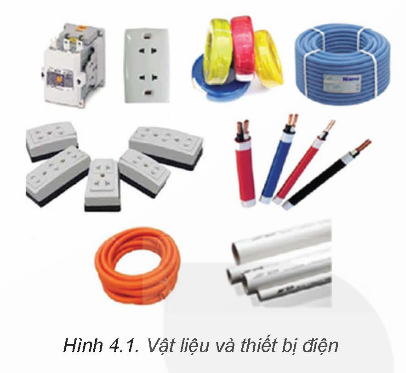 Hình 4.1. Vật liệu và thiết bị điện